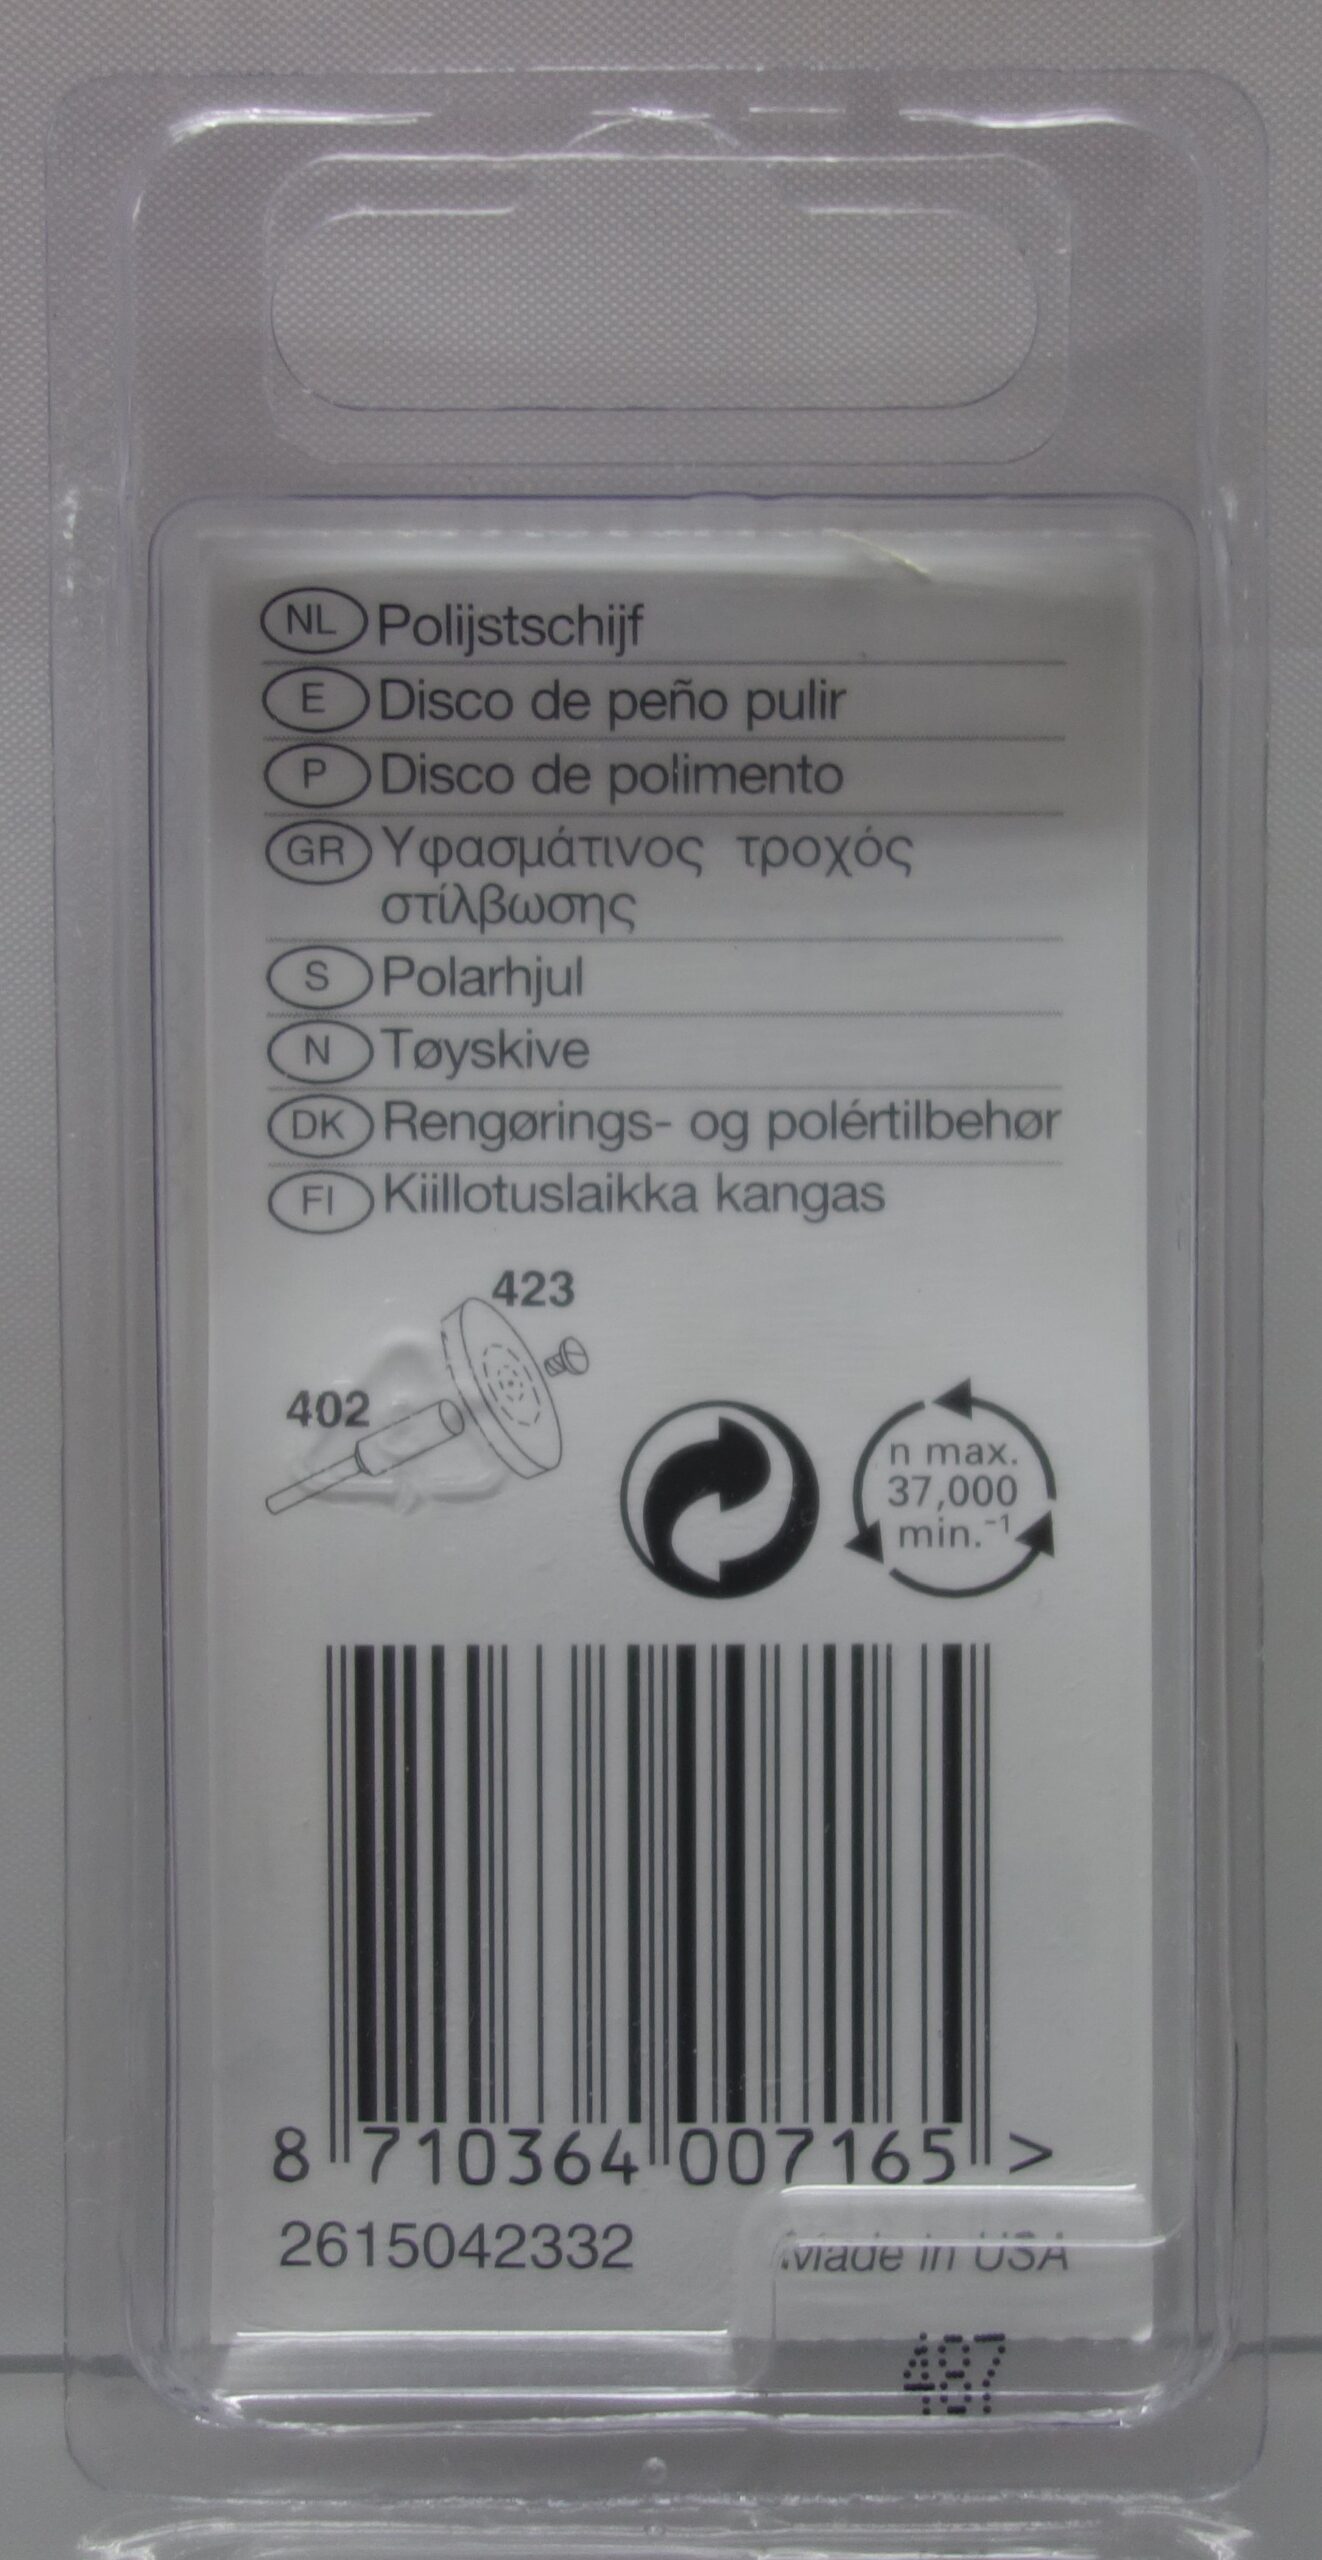 NL Polijstschijf
E Disco de peño pulir
P Disco de polimento
GR Υφασμάτινος τροχός
στίλβωσης
S Polarhjul
N Tøyskive
DK Rengørings- og polértilbehør
FI Kiillotuslaikka kangas
423
402
n max.
37,000
min.⁻¹
8 710364 007165 >
2615042332 Made in USA
487